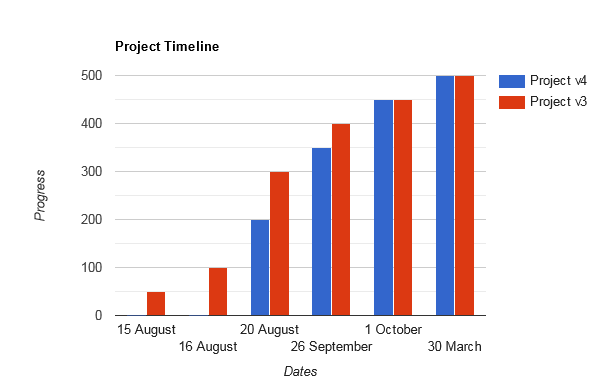 Project Timeline
Project v4
Project v3
500
400
300
200
100
0
Progress
15 August
20 August
1 October
16 August
26 September
30 March
Dates